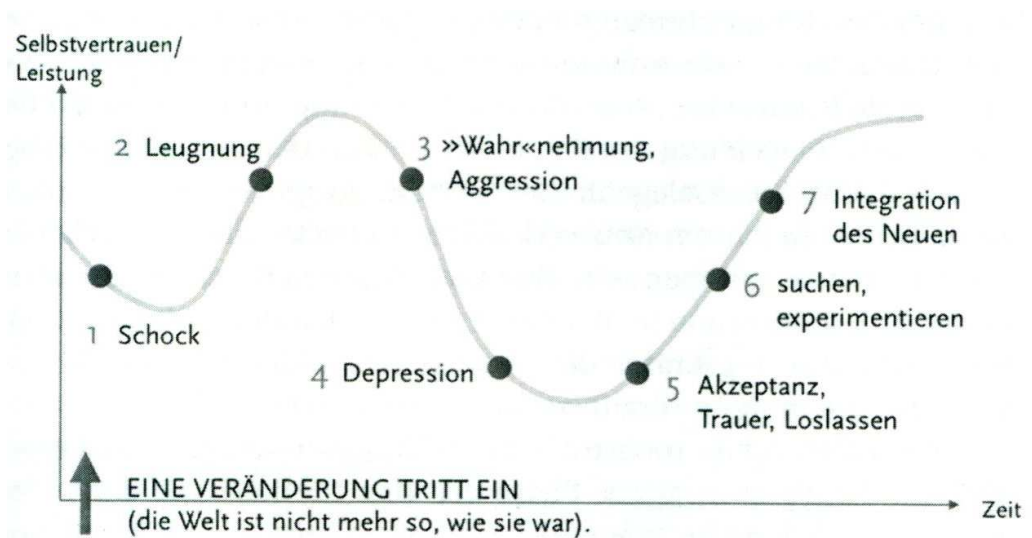 Selbstvertrauen/
Leistung
2 Leugnung
3 »Wahr«nehmung,
Aggression
7 Integration
des Neuen
6 suchen,
experimentieren
1 Schock
4 Depression
5 Akzeptanz,
Trauer, Loslassen
EINE VERÄNDERUNG TRITT EIN
(die Welt ist nicht mehr so, wie sie war).
Zeit